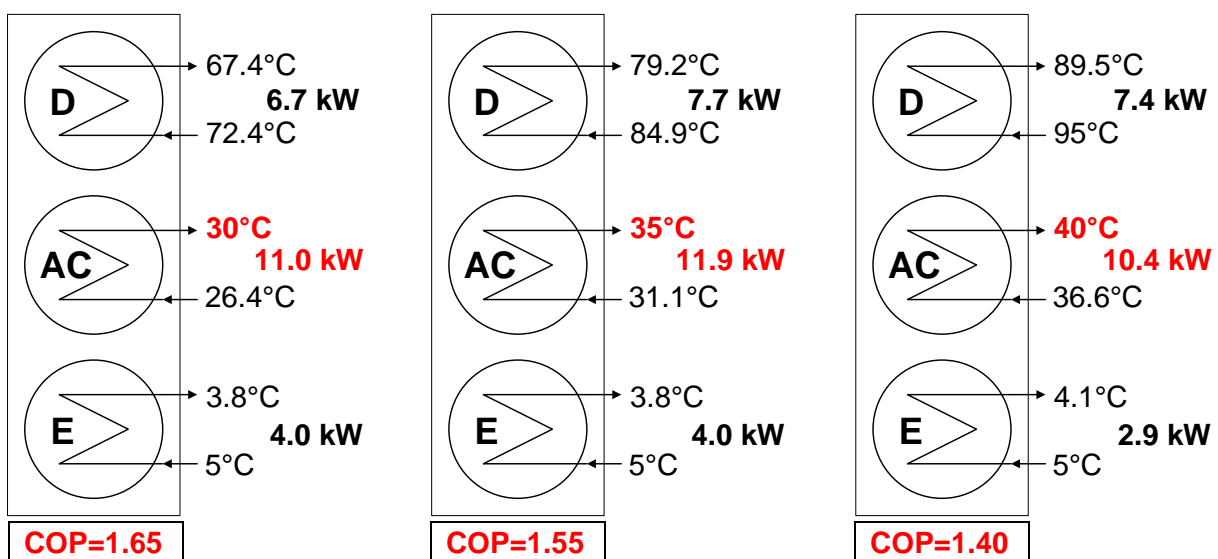 67.4°C
D
6.7 kW
72.4°C
30°C
AC
11.0 kW
26.4°C
3.8°C
E
4.0 kW
5°C
COP=1.65
79.2°C
D
7.7 kW
84.9°C
35°C
AC
11.9 kW
31.1°C
3.8°C
E
4.0 kW
5°C
COP=1.55
89.5°C
D
7.4 kW
95°C
40°C
AC
10.4 kW
36.6°C
4.1°C
E
2.9 kW
5°C
COP=1.40